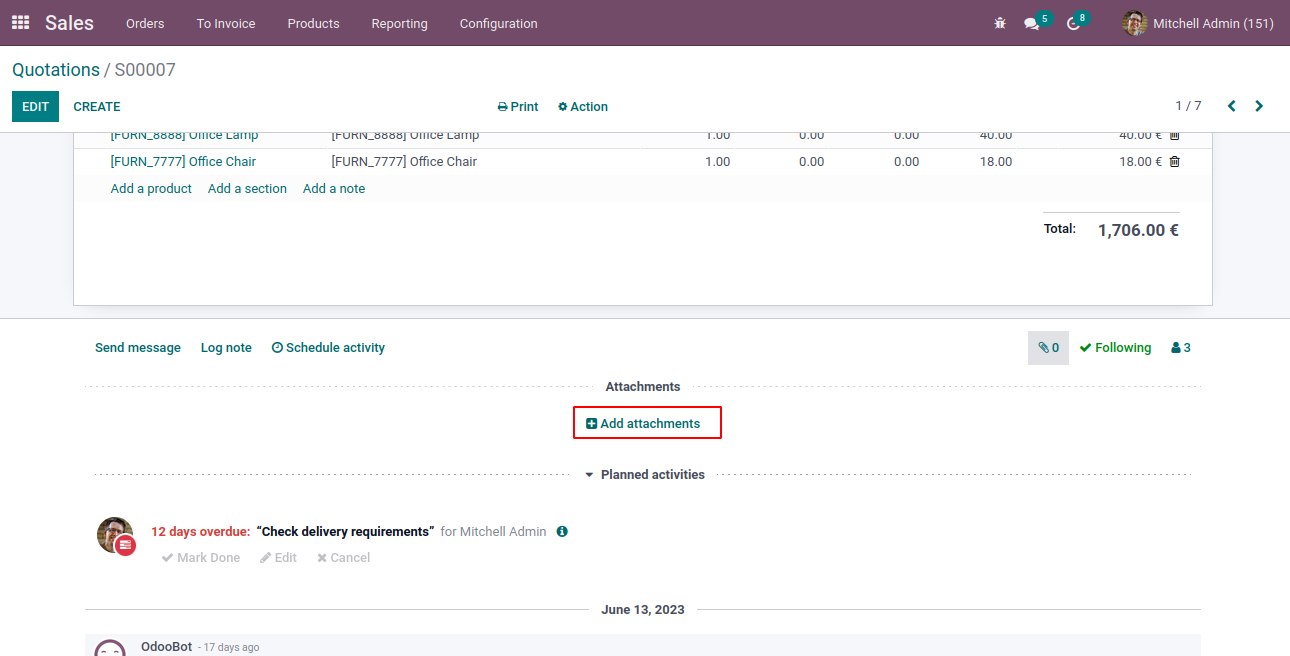 Sales Orders To Invoice Products Reporting Configuration 5 8 Mitchell Admin (151)
Quotations / S00007
EDIT CREATE Print Action 1 / 7
[FURN_8888] Office Lamp [FURN_8888] Office Lamp 1.00 0.00 0.00 40.00 40.00 €
[FURN_7777] Office Chair [FURN_7777] Office Chair 1.00 0.00 0.00 18.00 18.00 €
Add a product Add a section Add a note
Total: 1,706.00 €
Send message Log note Schedule activity 0 Following 3
Attachments
Add attachments
Planned activities
12 days overdue: “Check delivery requirements” for Mitchell Admin
Mark Done Edit Cancel
June 13, 2023
OdooBot - 17 days ago